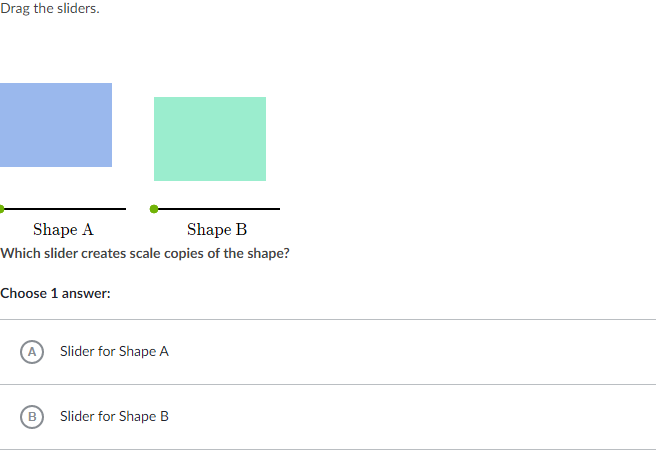 Drag the sliders.
Shape A
Shape B
Which slider creates scale copies of the shape?
Choose 1 answer:
A
Slider for Shape A
B
Slider for Shape B